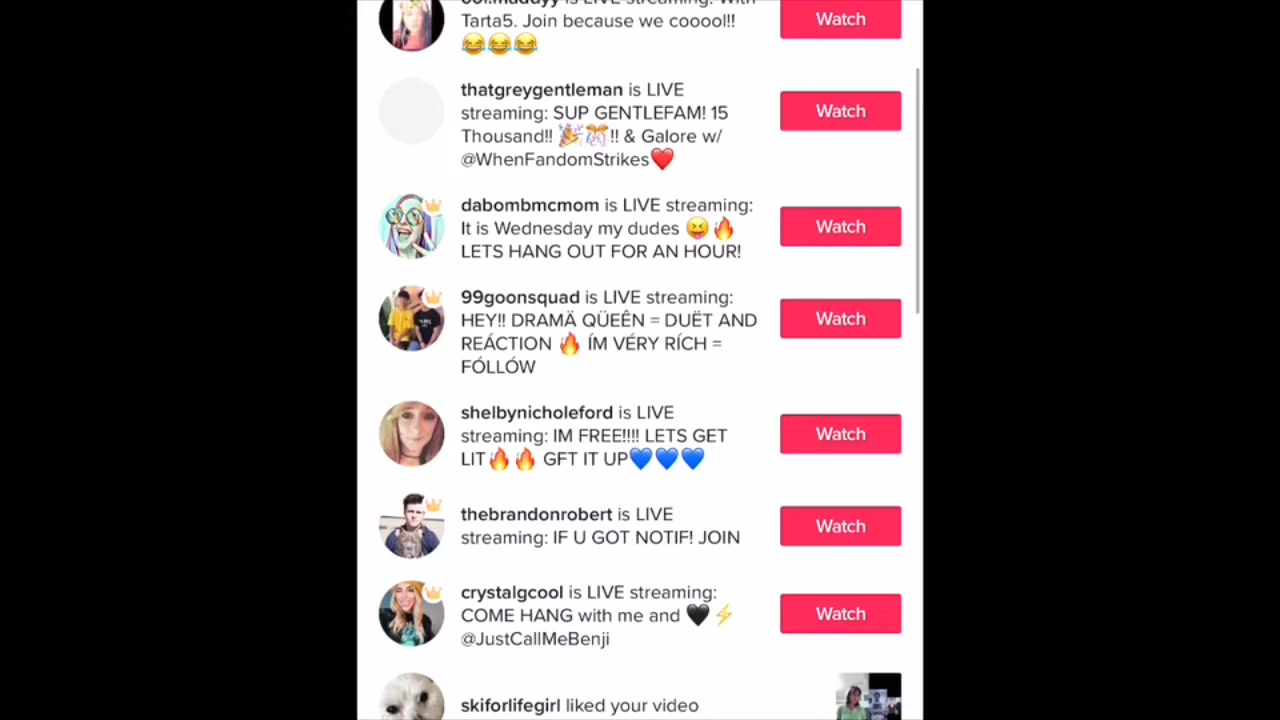 is LIVE streaming: With
Tarta5. Join because we cooool!!
😂😂😂
Watch
thatgreygentleman is LIVE
streaming: SUP GENTLEFAM! 15
Thousand!! 🎉🎊!! & Galore w/
@WhenFandomStrikes❤️
Watch
dabombmcmom is LIVE streaming:
It is Wednesday my dudes 😝🔥
LETS HANG OUT FOR AN HOUR!
Watch
99goonsquad is LIVE streaming:
HEY!! DRAMÄ QÜEÊN = DUËT AND
REÁCTION 🔥 ÍM VÉRY RÍCH =
FÓLLÓW
Watch
shelbynicholeford is LIVE
streaming: IM FREE!!!! LETS GET
LIT🔥🔥 GFT IT UP💙💙💙
Watch
thebrandonrobert is LIVE
streaming: IF U GOT NOTIF! JOIN
Watch
crystalgcool is LIVE streaming:
COME HANG with me and 🖤⚡
@JustCallMeBenji
Watch
skiforlifegirl liked your video